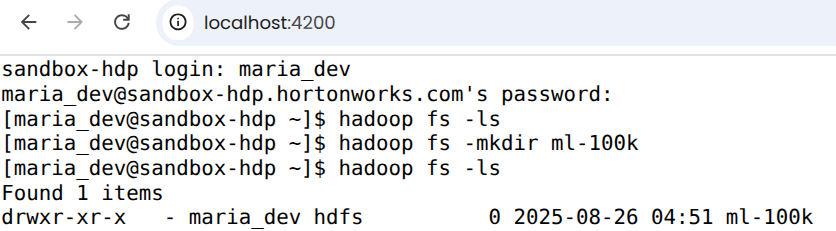 localhost:4200
sandbox-hdp login: maria_dev
maria_dev@sandbox-hdp.hortonworks.com's password:
[maria_dev@sandbox-hdp ~]$ hadoop fs -ls
[maria_dev@sandbox-hdp ~]$ hadoop fs -mkdir ml-100k
[maria_dev@sandbox-hdp ~]$ hadoop fs -ls
Found 1 items
drwxr-xr-x   - maria_dev hdfs          0 2025-08-26 04:51 ml-100k